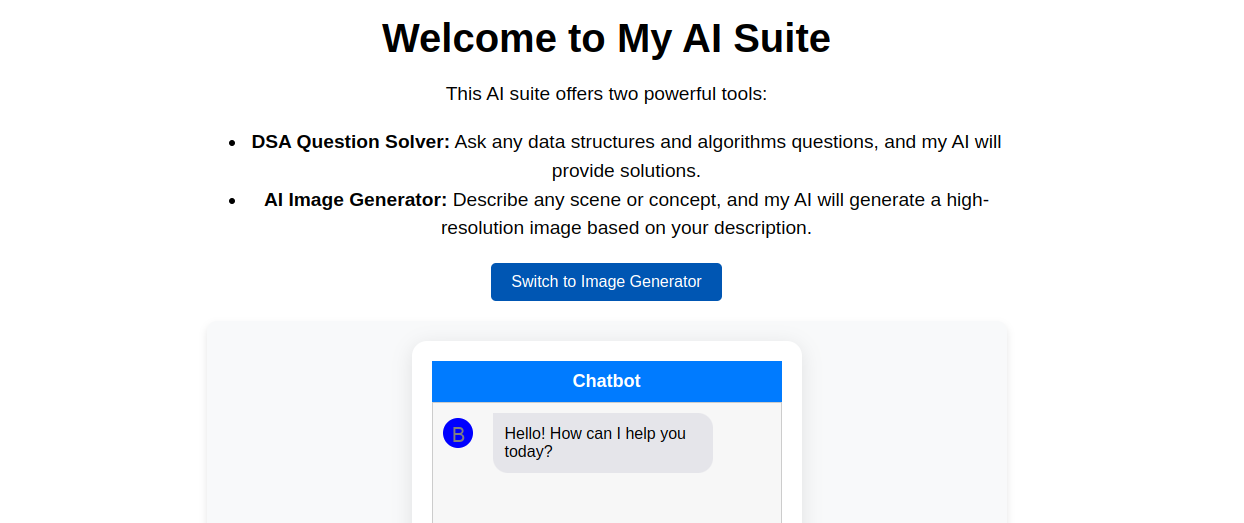 Welcome to My AI Suite
This AI suite offers two powerful tools:
DSA Question Solver: Ask any data structures and algorithms questions, and my AI will
provide solutions.
AI Image Generator: Describe any scene or concept, and my AI will generate a high-
resolution image based on your description.
Switch to Image Generator
Chatbot
B
Hello! How can I help you
today?